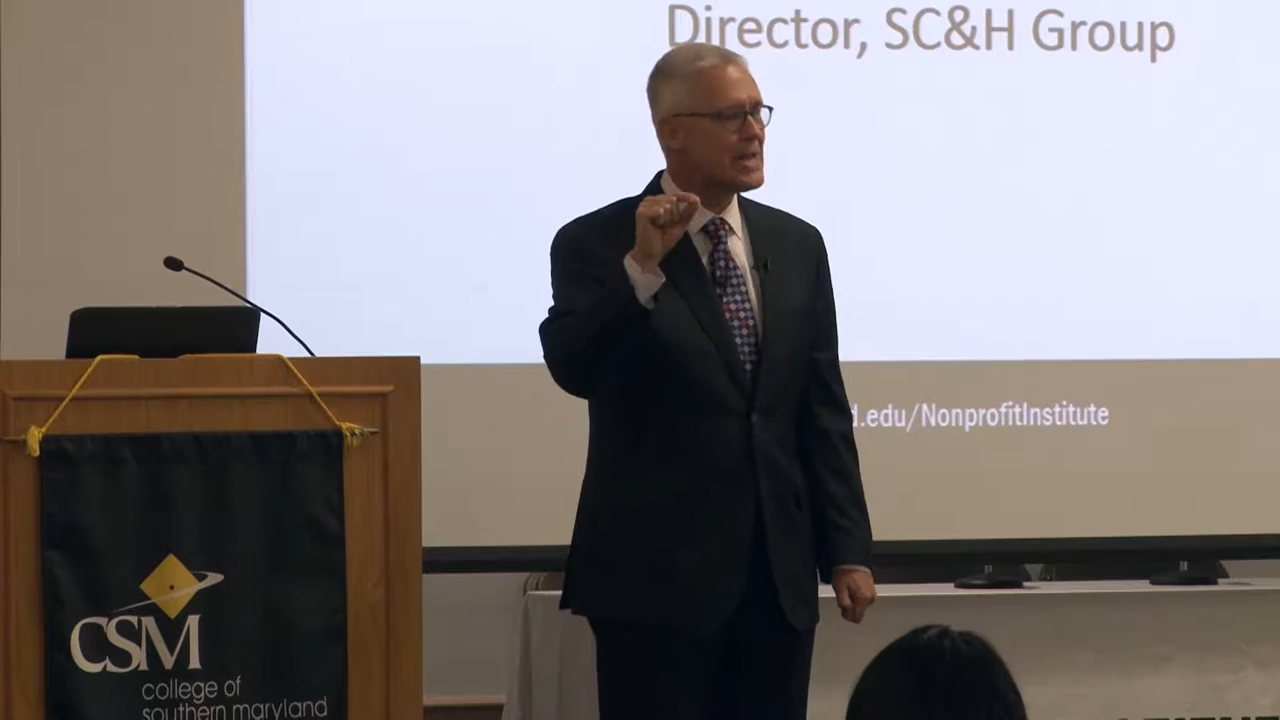 Director, SC&H Group
d.edu/NonprofitInstitute
CSM
college of
southern maryland